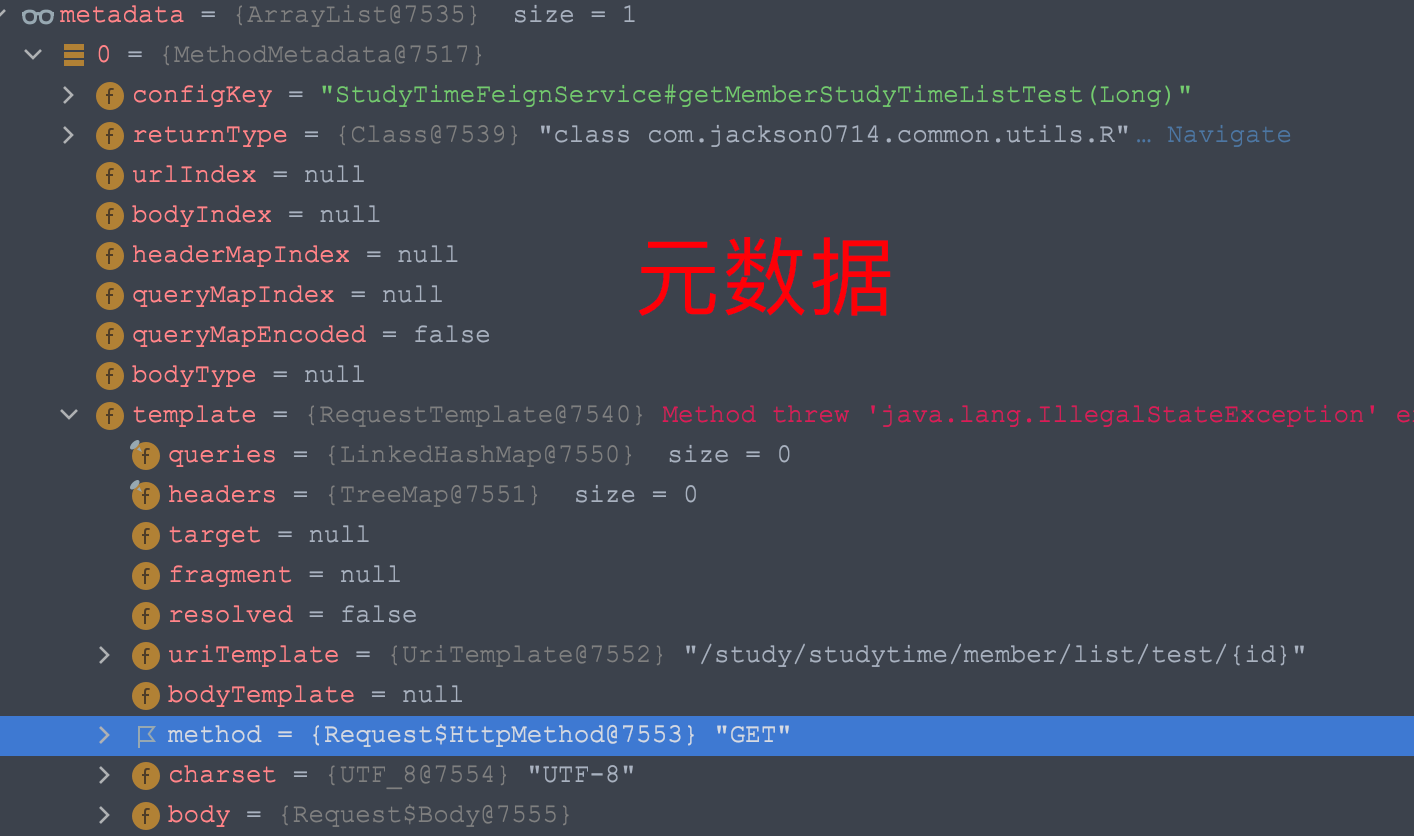 metadata = {ArrayList@7535} size = 1
0 = {MethodMetadata@7517}
configKey = "StudyTimeFeignService#getMemberStudyTimeListTest(Long)"
returnType = {Class@7539} "class com.jackson0714.common.utils.R"… Navigate
urlIndex = null
bodyIndex = null
headerMapIndex = null
元数据
queryMapIndex = null
queryMapEncoded = false
bodyType = null
template = {RequestTemplate@7540} Method threw 'java.lang.IllegalStateException' e
queries = {LinkedHashMap@7550} size = 0
headers = {TreeMap@7551} size = 0
target = null
fragment = null
resolved = false
uriTemplate = {UriTemplate@7552} "/study/studytime/member/list/test/{id}"
bodyTemplate = null
method = {Request$HttpMethod@7553} "GET"
charset = {UTF_8@7554} "UTF-8"
body = {Request$Body@7555}